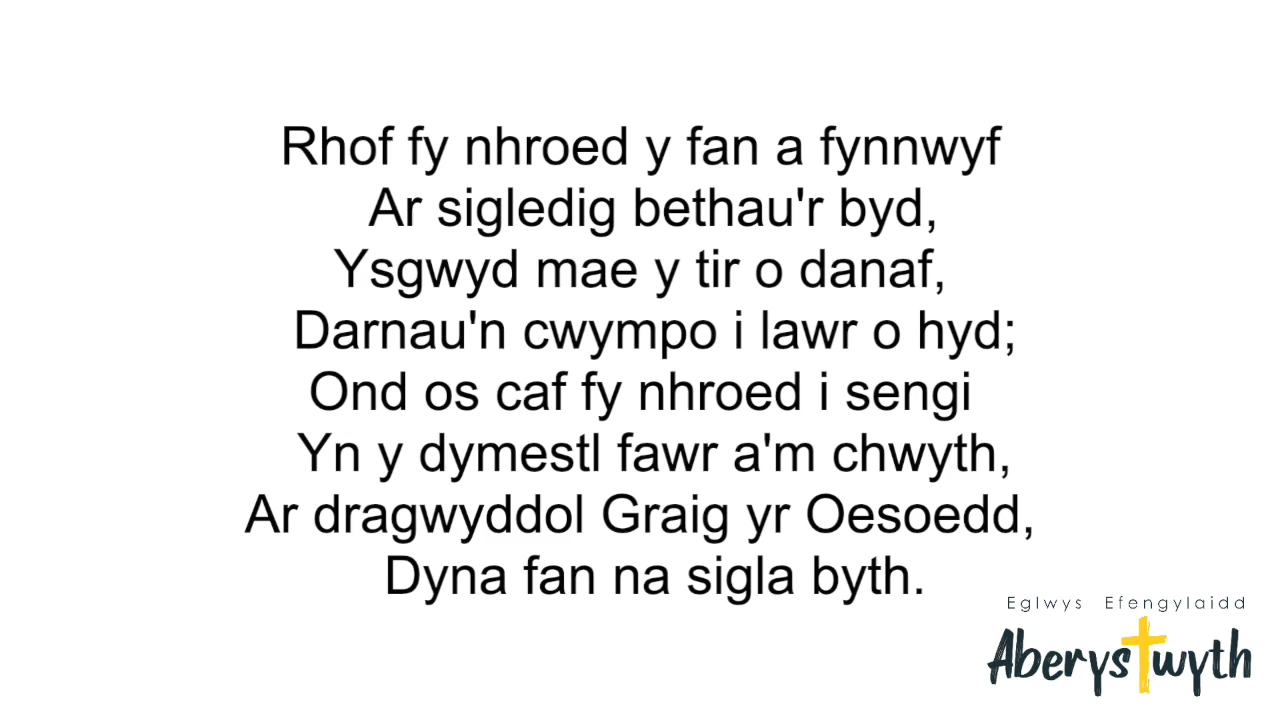 Rhof fy nhroed y fan a fynnwyf
Ar sigledig bethau'r byd,
Ysgwyd mae y tir o danaf,
Darnau'n cwympo i lawr o hyd;
Ond os caf fy nhroed i sengi
Yn y dymestl fawr a'm chwyth,
Ar dragwyddol Graig yr Oesoedd,
Dyna fan na sigla byth.
Eglwys Efengylaidd
Aberystwyth